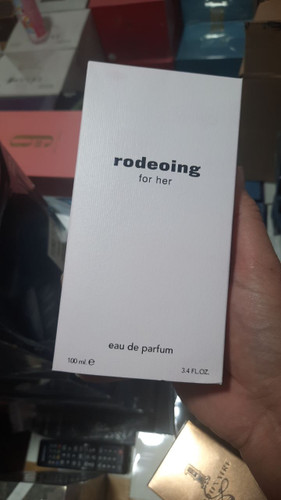 rodeoing
for her
eau de parfum
100 ml ℮
3.4 FL.OZ.